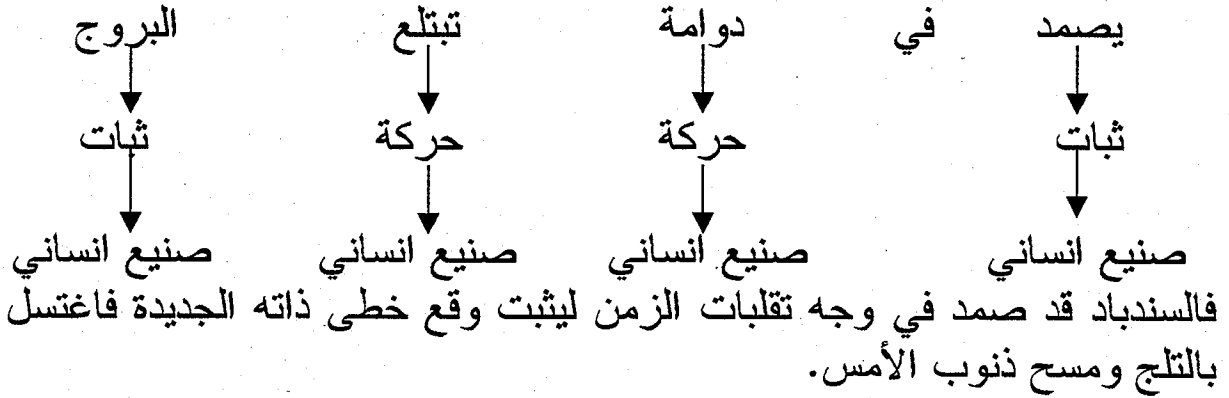 يصمد في دوامة تبتلع البروج
ثبات حركة حركة ثبات
صنيع انساني صنيع انساني صنيع انساني صنيع انساني
فالسندباد قد صمد في وجه تقلبات الزمن ليثبت وقع خطى ذاته الجديدة فاغتسل
بالتلج ومسح ذنوب الأمس.